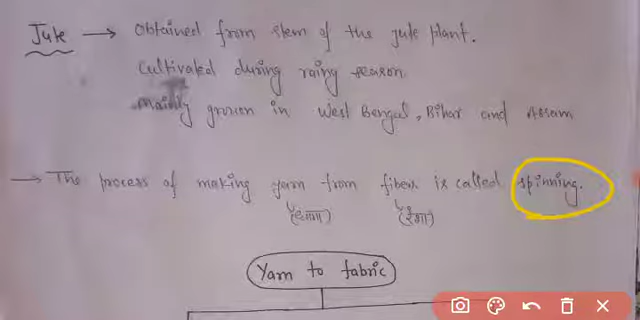 Jute → Obtained from stem of the jute plant.
Cultivated during rainy season
mainly grown in West Bengal, Bihar and Assam
→ The process of making yarn from fibers is called spinning.
(धागा) (रेशा)
Yarn to fabric